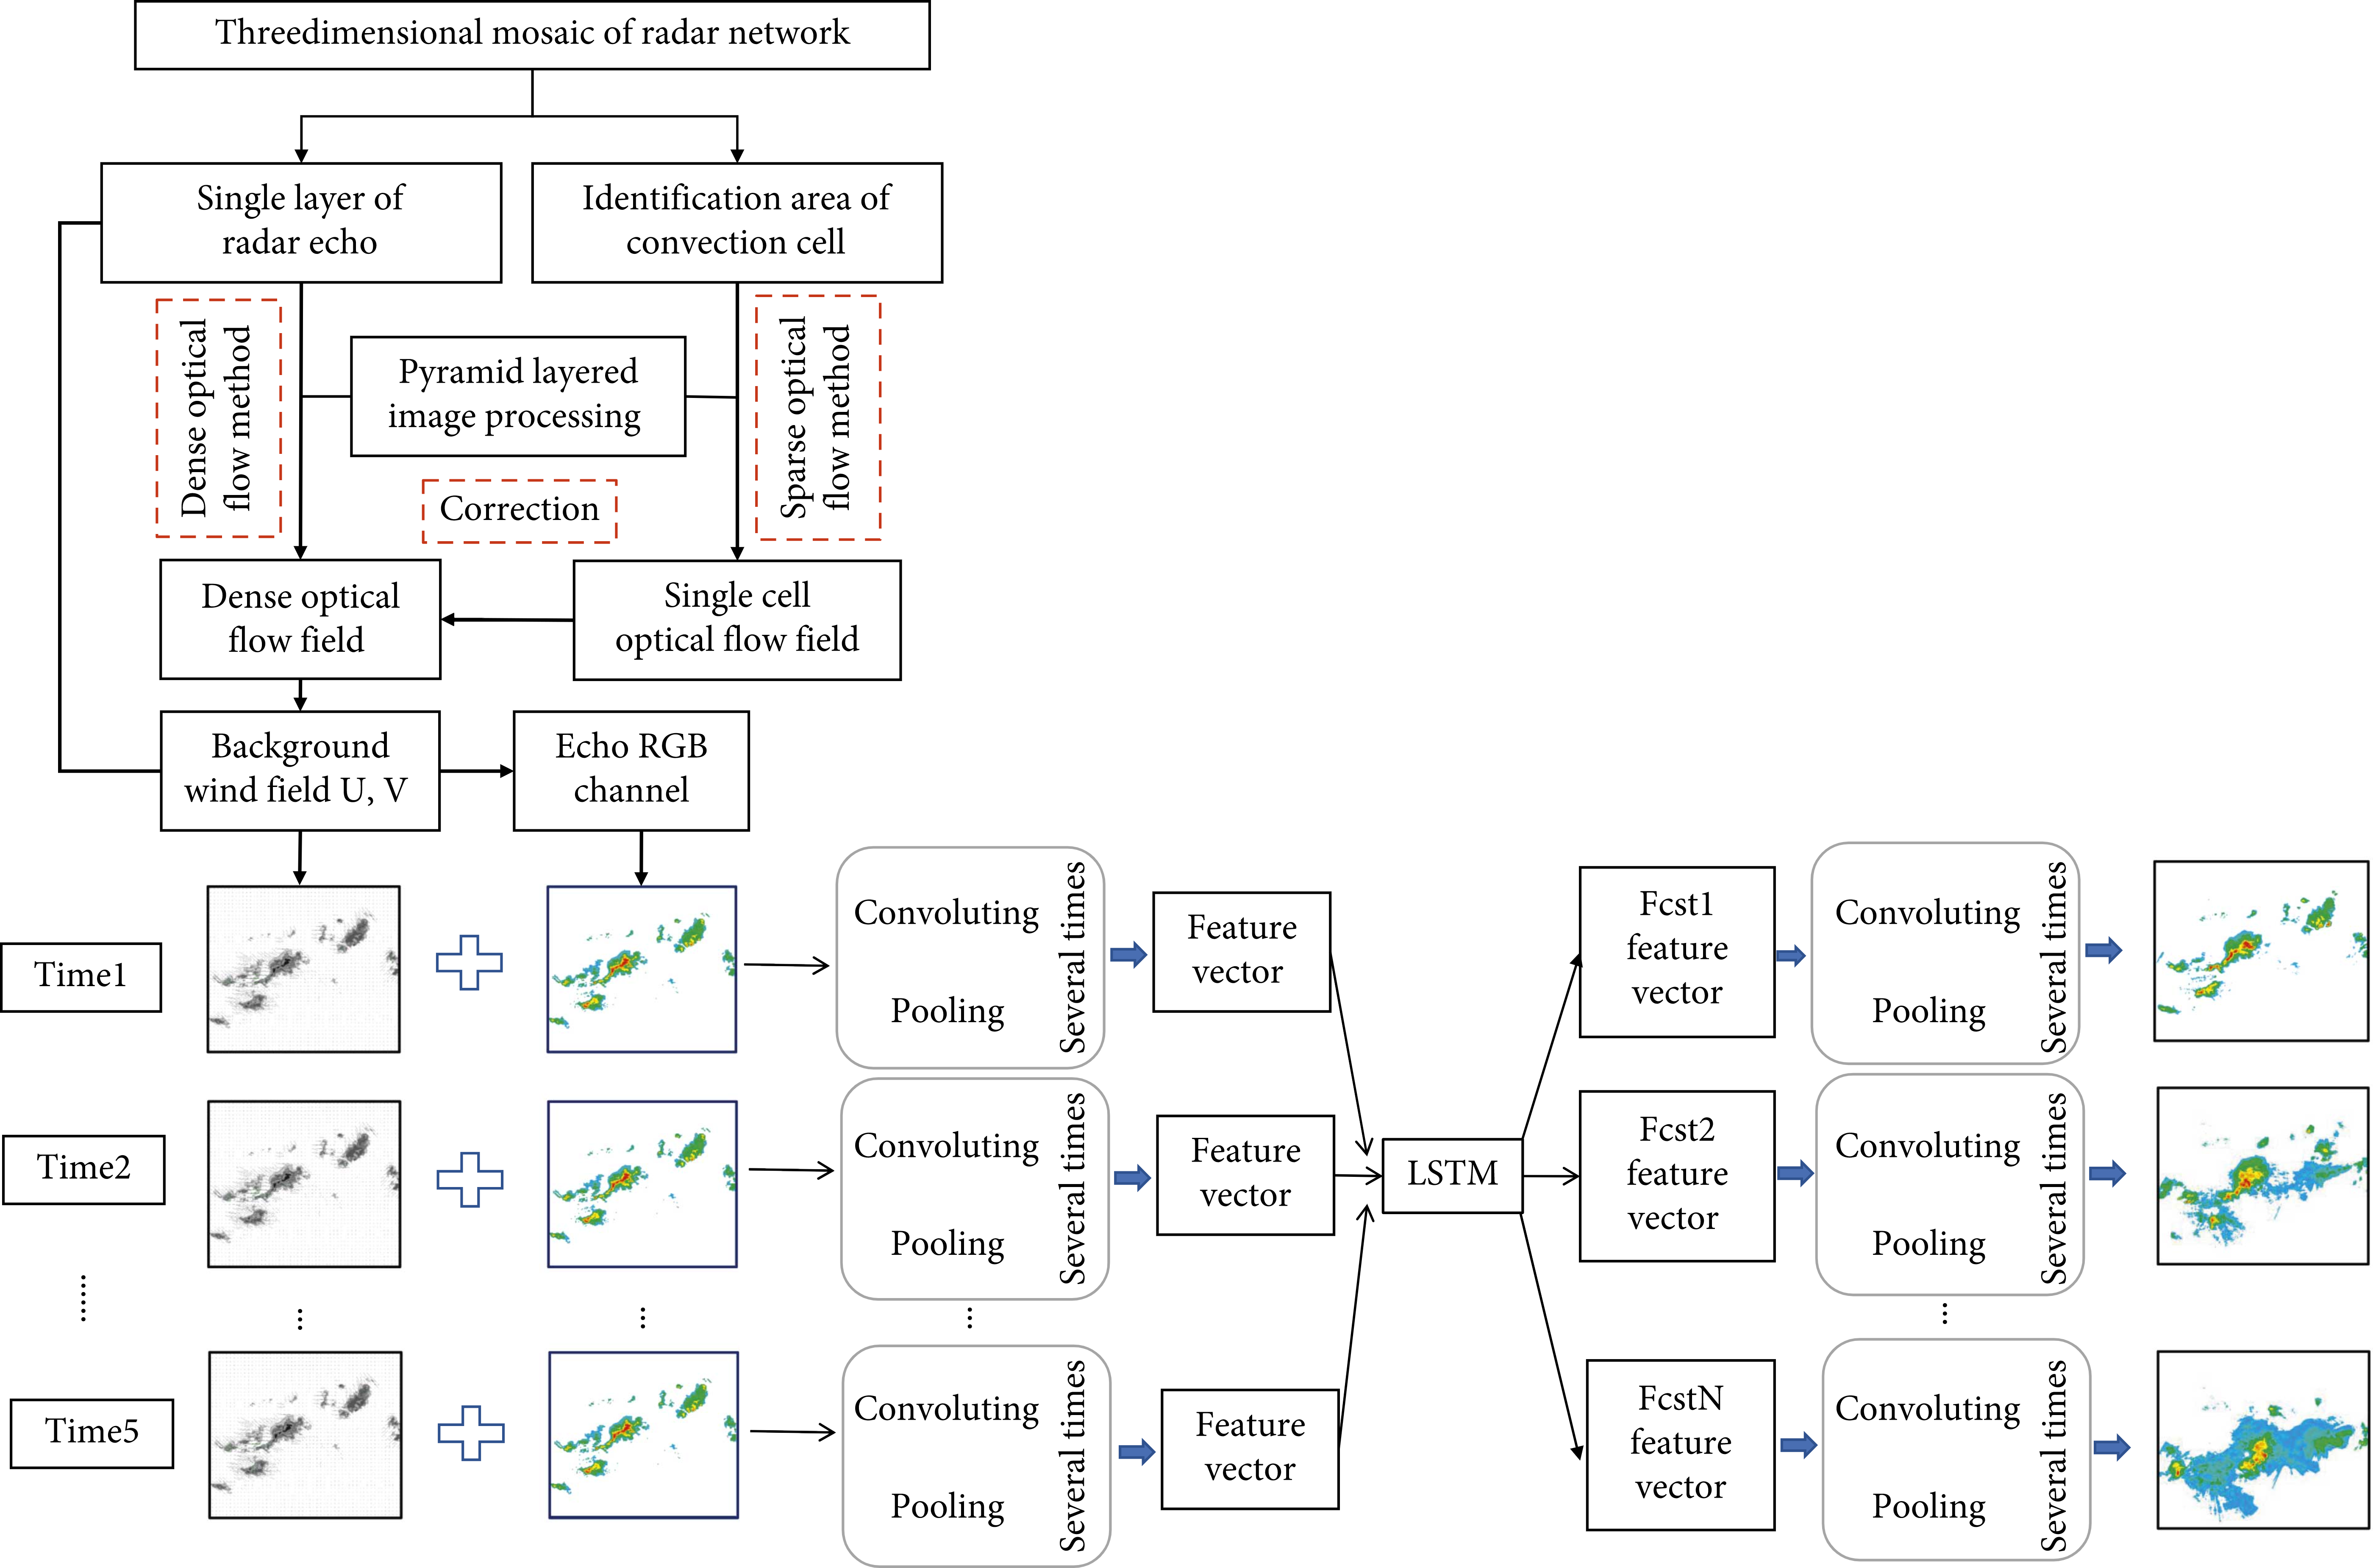 Threedimensional mosaic of radar network
Single layer of
radar echo
Identification area of
convection cell
Dense optical
flow method
Pyramid layered
image processing
Sparse optical
flow method
Correction
Dense optical
flow field
Single cell
optical flow field
Background
wind field U, V
Echo RGB
channel
Time1
Convoluting
Pooling
Several times
Feature
vector
Fcst1
feature
vector
Convoluting
Pooling
Several times
Time2
Convoluting
Pooling
Several times
Feature
vector
LSTM
Fcst2
feature
vector
Convoluting
Pooling
Several times
Time5
Convoluting
Pooling
Several times
Feature
vector
FcstN
feature
vector
Convoluting
Pooling
Several times